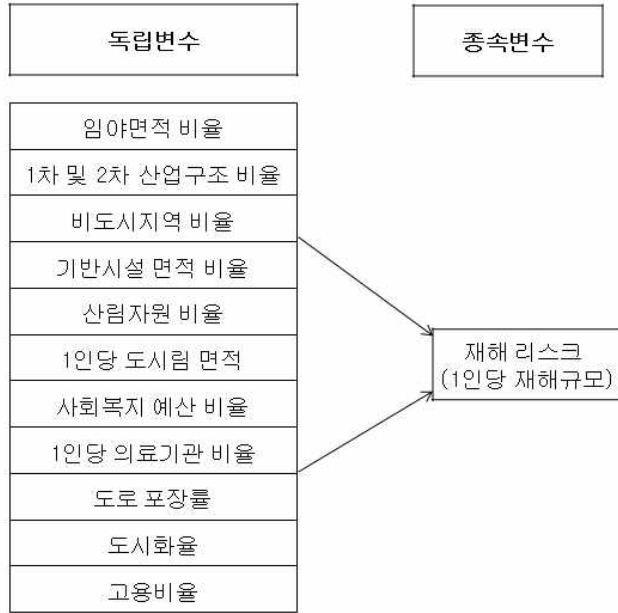 독립변수
종속변수
임야면적 비율
1차 및 2차 산업구조 비율
비도시지역 비율
기반시설 면적 비율
산림자원 비율
1인당 도시림 면적
사회복지 예산 비율
1인당 의료기관 비율
도로 포장률
도시화율
고용비율
재해 리스크
(1인당 재해규모)